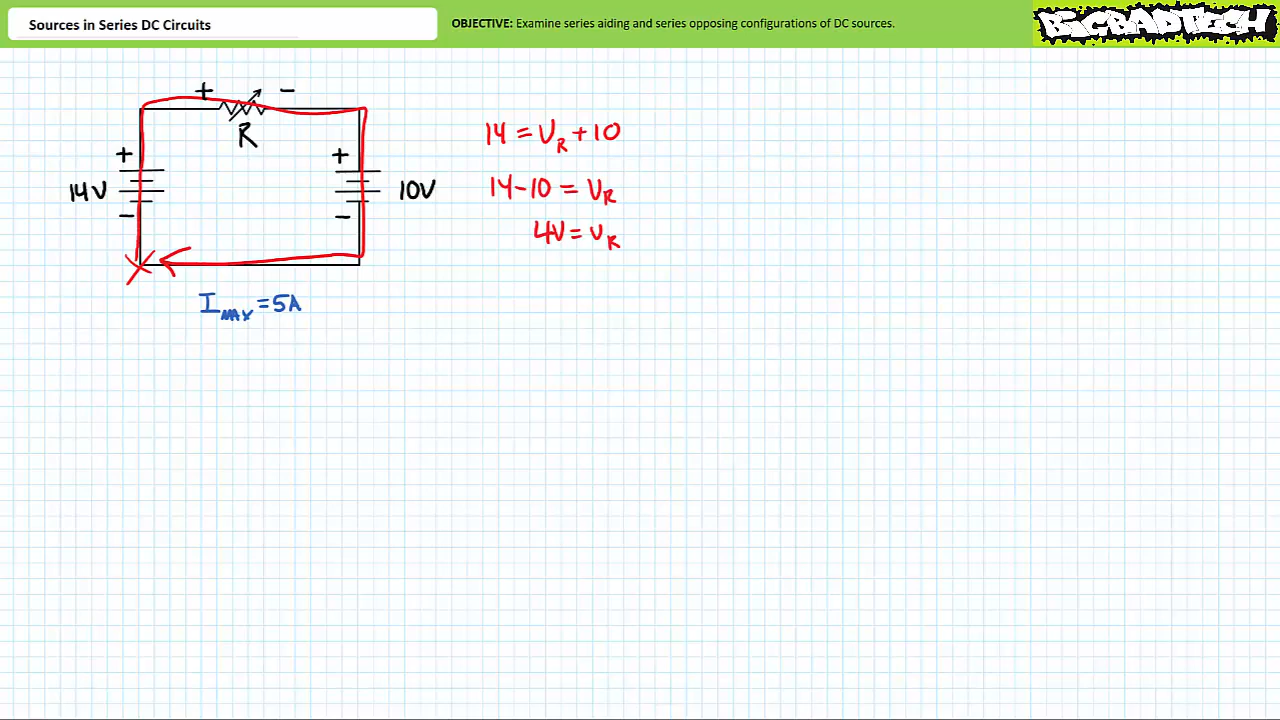 Sources in Series DC Circuits
OBJECTIVE: Examine series aiding and series opposing configurations of DC sources.
BIGBADTECH
+ -
R
+ +
14V 10V
- -
I MAX = 5A
14 = VR + 10
14-10 = VR
4V = VR